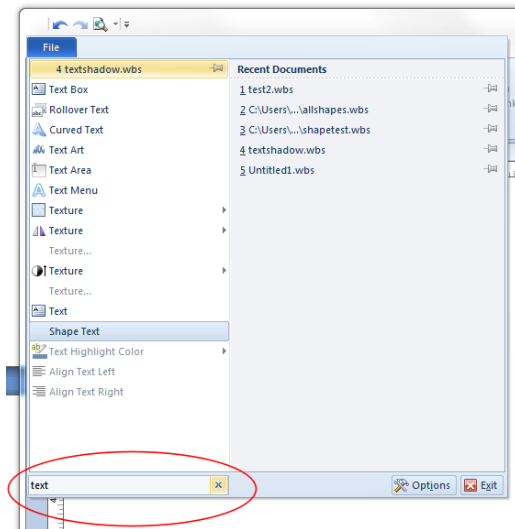 File
4 textshadow.wbs
Text Box
Rollover Text
Curved Text
Text Art
Text Area
Text Menu
Texture
Texture
Texture...
Texture
Texture...
Text
Shape Text
Text Highlight Color
Align Text Left
Align Text Right
text
Recent Documents
1 test2.wbs
2 C:\Users\...\allshapes.wbs
3 C:\Users\...\shapetest.wbs
4 textshadow.wbs
5 Untitled1.wbs
Options
Exit